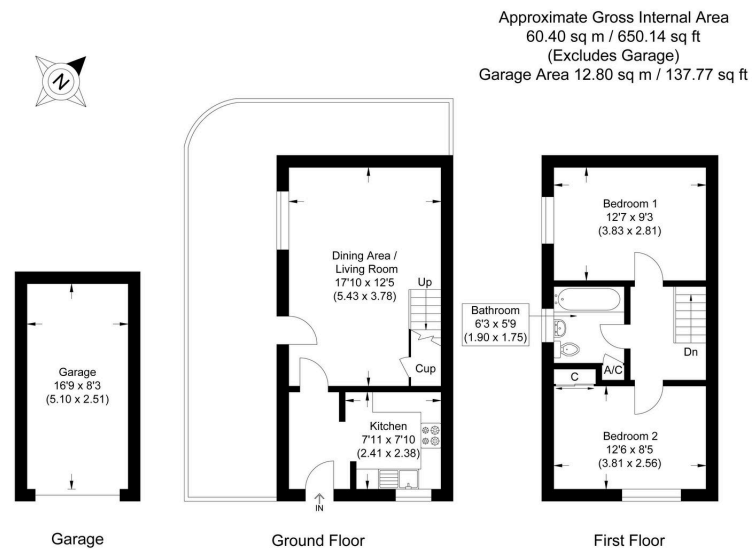 Approximate Gross Internal Area
60.40 sq m / 650.14 sq ft
(Excludes Garage)
Garage Area 12.80 sq m / 137.77 sq ft
N
Garage
16'9 x 8'3
(5.10 x 2.51)
Garage
Dining Area /
Living Room
17'10 x 12'5
(5.43 x 3.78)
Up
Cup
Kitchen
7'11 x 7'10
(2.41 x 2.38)
IN
Ground Floor
Bedroom 1
12'7 x 9'3
(3.83 x 2.81)
Bathroom
6'3 x 5'9
(1.90 x 1.75)
Dn
A/C
C
Bedroom 2
12'6 x 8'5
(3.81 x 2.56)
First Floor